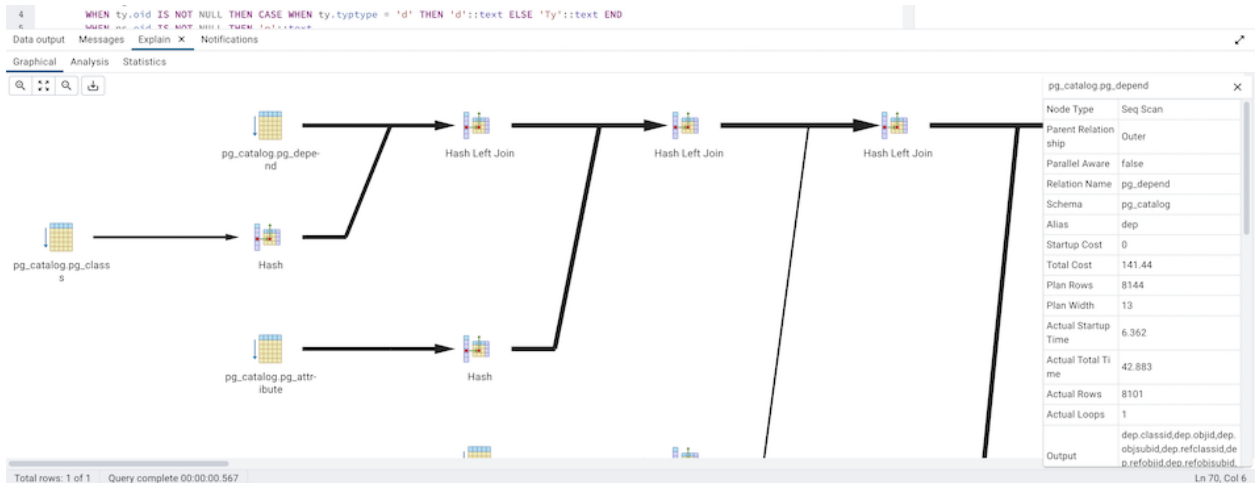 4 WHEN ty.oid IS NOT NULL THEN CASE WHEN ty.typtype = 'd' THEN 'd'::text ELSE 'Ty'::text END
Data output Messages Explain × Notifications
Graphical Analysis Statistics
pg_catalog.pg_depe-
nd
Hash Left Join
Hash Left Join
Hash Left Join
pg_catalog.pg_class
s
Hash
pg_catalog.pg_attr-
ibute
Hash
pg_catalog.pg_depend
Node Type Seq Scan
Parent Relation
ship
Outer
Parallel Aware false
Relation Name pg_depend
Schema pg_catalog
Alias dep
Startup Cost 0
Total Cost 141.44
Plan Rows 8144
Plan Width 13
Actual Startup
Time
6.362
Actual Total Ti
me
42.883
Actual Rows 8101
Actual Loops 1
Output
dep.classid,dep.objid,dep.
objsubid,dep.refclassid,de
p.refobjid,dep.refobjsubid,
Total rows: 1 of 1 Query complete 00:00:00.567
Ln 70, Col 6